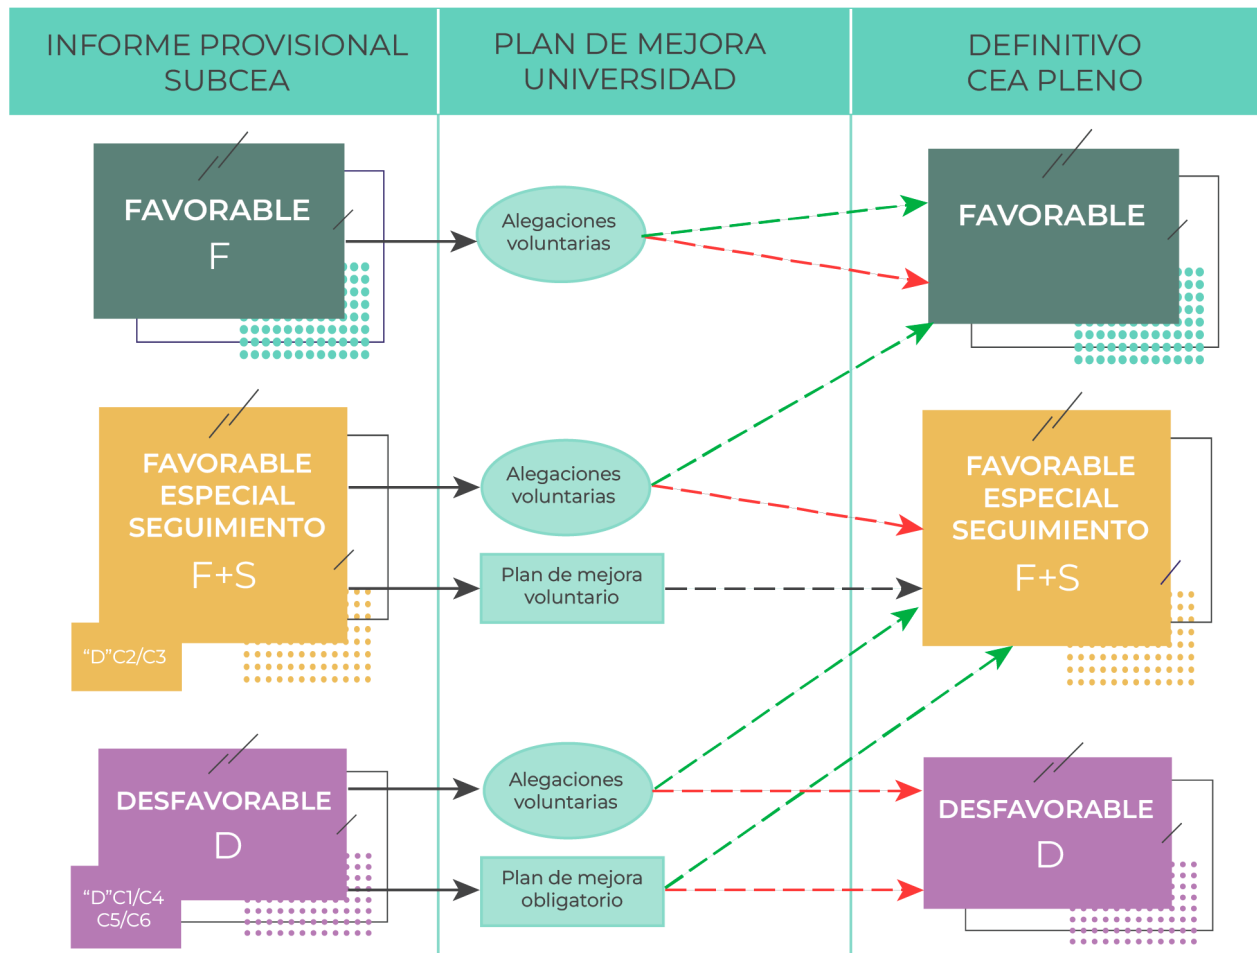 INFORME PROVISIONAL
SUBCEA
PLAN DE MEJORA
UNIVERSIDAD
DEFINITIVO
CEA PLENO
FAVORABLE
F
Alegaciones
voluntarias
FAVORABLE
FAVORABLE
ESPECIAL
SEGUIMIENTO
F+S
"D"C2/C3
Alegaciones
voluntarias
Plan de mejora
voluntario
FAVORABLE
ESPECIAL
SEGUIMIENTO
F+S
DESFAVORABLE
D
"D"C1/C4
C5/C6
Alegaciones
voluntarias
Plan de mejora
obligatorio
DESFAVORABLE
D